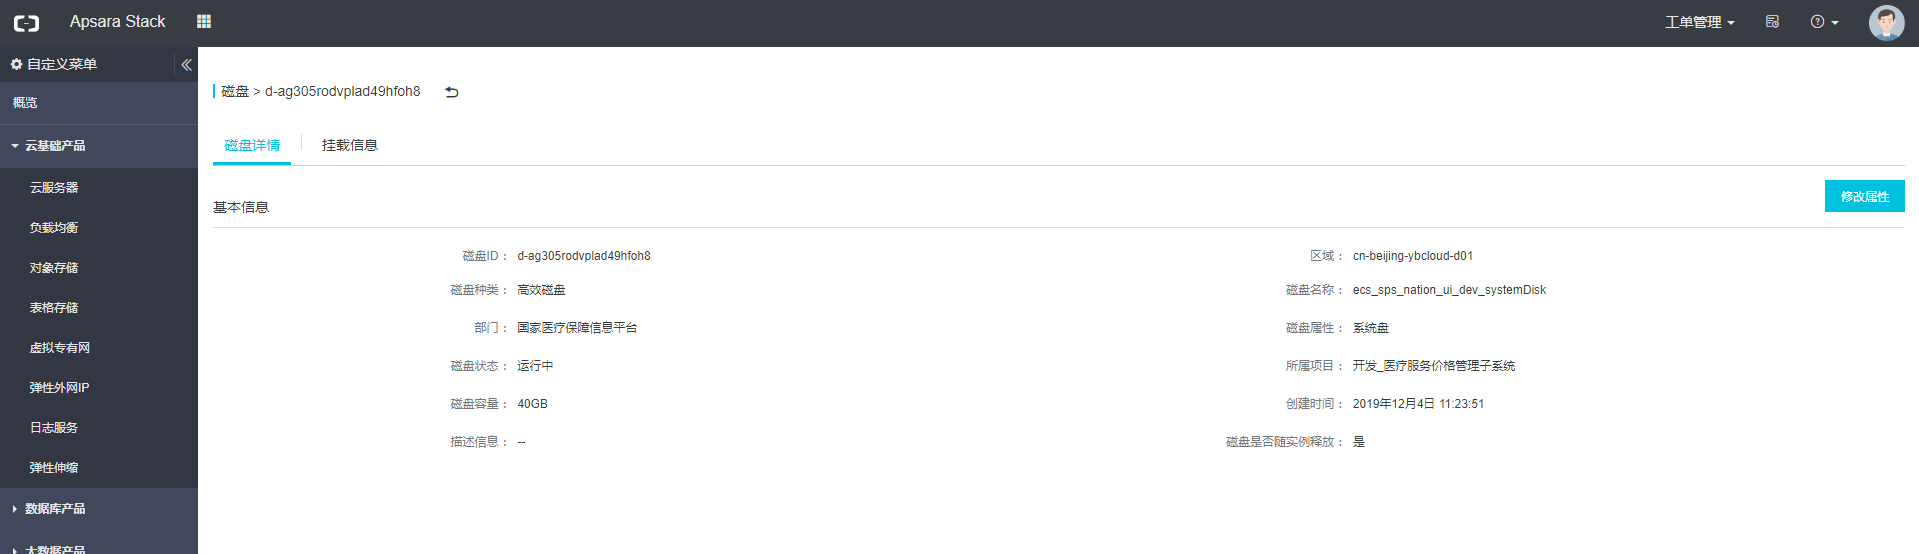 Apsara Stack
工单管理
自定义菜单
概览
云基础产品
云服务器
负载均衡
对象存储
表格存储
虚拟专有网
弹性外网IP
日志服务
弹性伸缩
数据库产品
大数据产品
磁盘 > d-ag305rodvplad49hfoh8
磁盘详情 挂载信息
修改属性
基本信息
磁盘ID： d-ag305rodvplad49hfoh8 区域： cn-beijing-ybcloud-d01
磁盘种类： 高效磁盘 磁盘名称： ecs_sps_nation_ui_dev_systemDisk
部门： 国家医疗保障信息平台 磁盘属性： 系统盘
磁盘状态： 运行中 所属项目： 开发_医疗服务价格管理子系统
磁盘容量： 40GB 创建时间： 2019年12月4日 11:23:51
描述信息： -- 磁盘是否随实例释放： 是